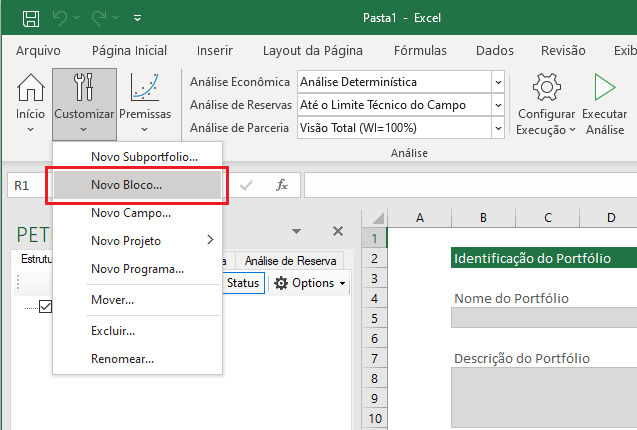 Pasta1 - Excel
Arquivo Página Inicial Inserir Layout da Página Fórmulas Dados Revisão Exibi
Início Customizar Premissas
Análise Econômica Análise Determinística
Análise de Reservas Até o Limite Técnico do Campo
Análise de Parceria Visão Total (WI=100%)
Configurar Execução
Executar Análise
Análise
Novo Subportfolio...
Novo Bloco...
Novo Campo...
Novo Projeto
Novo Programa...
Mover...
Excluir...
Renomear...
R1
fx
PET
Estrutu
a
Análise de Reserva
Status
Options
A B C D
1
2 Identificação do Portfólio
3
4 Nome do Portfólio
5
6
7 Descrição do Portfólio
8
9
10